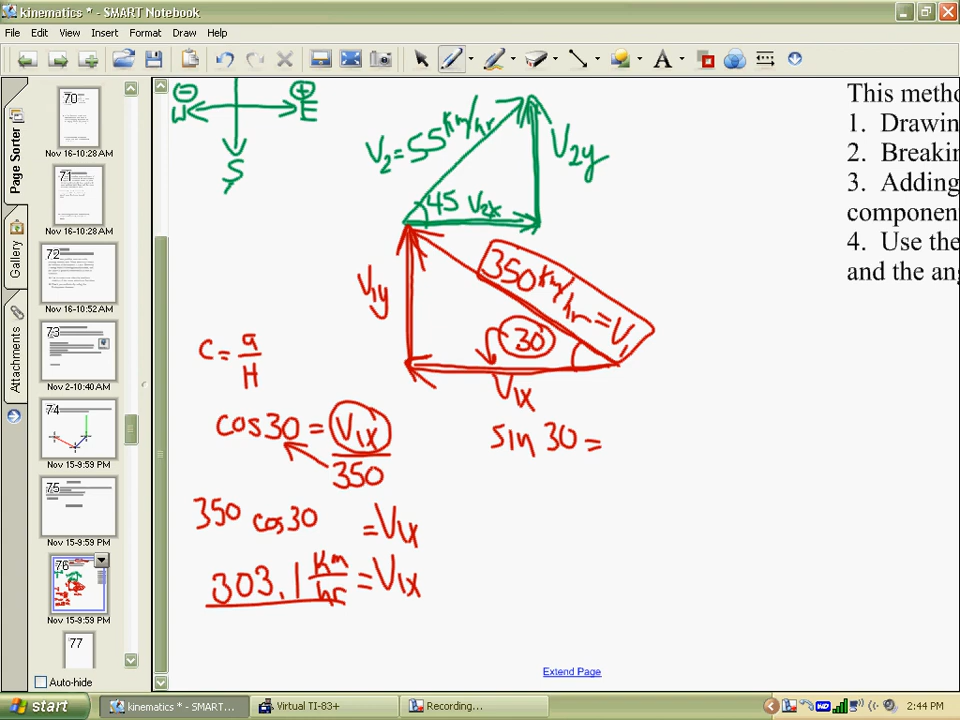 kinematics * - SMART Notebook
File Edit View Insert Format Draw Help
Page Sorter
Gallery
Attachments
70
Nov 16-10:28 AM
71
Nov 16-10:28 AM
72
Nov 16-10:52 AM
73
Nov 2-10:40 AM
74
Nov 15-9:59 PM
75
Nov 15-9:59 PM
76
Nov 15-9:59 PM
77
Auto-hide
W E
S
V2 = 55 km/hr
V2y
45 V2x
350 km/hr = V1
V1y
30
V1x
C = a/H
cos30 = V1x/350
sin 30 =
350 cos30 = V1x
303.1 km/hr = V1x
This metho
1. Drawin
2. Breakin
3. Adding
componen
4. Use the
and the ang
Extend Page
start
kinematics * - SMART...
Virtual TI-83+
Recording...
2:44 PM